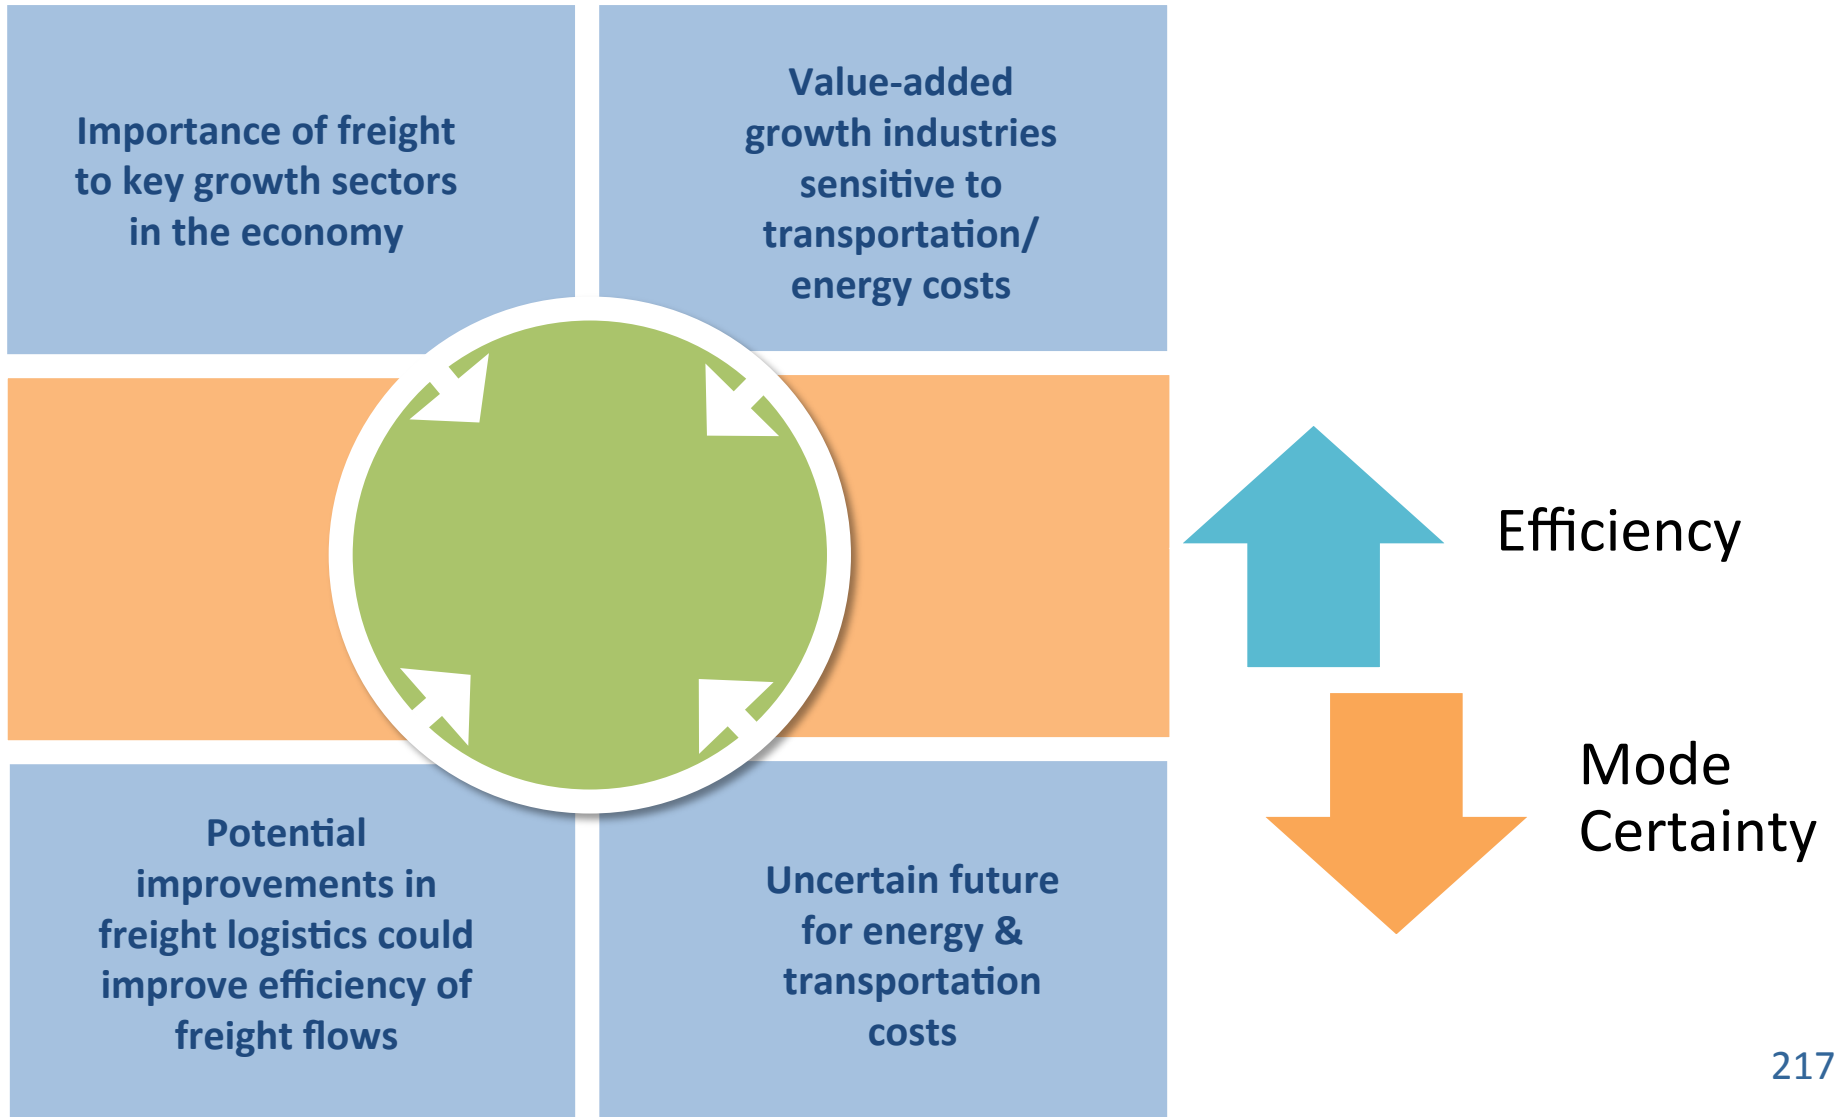 Importance of freight
to key growth sectors
in the economy
Value-added
growth industries
sensitive to
transportation/
energy costs
Efficiency
Mode
Certainty
Potential
improvements in
freight logistics could
improve efficiency of
freight flows
Uncertain future
for energy &
transportation
costs
217